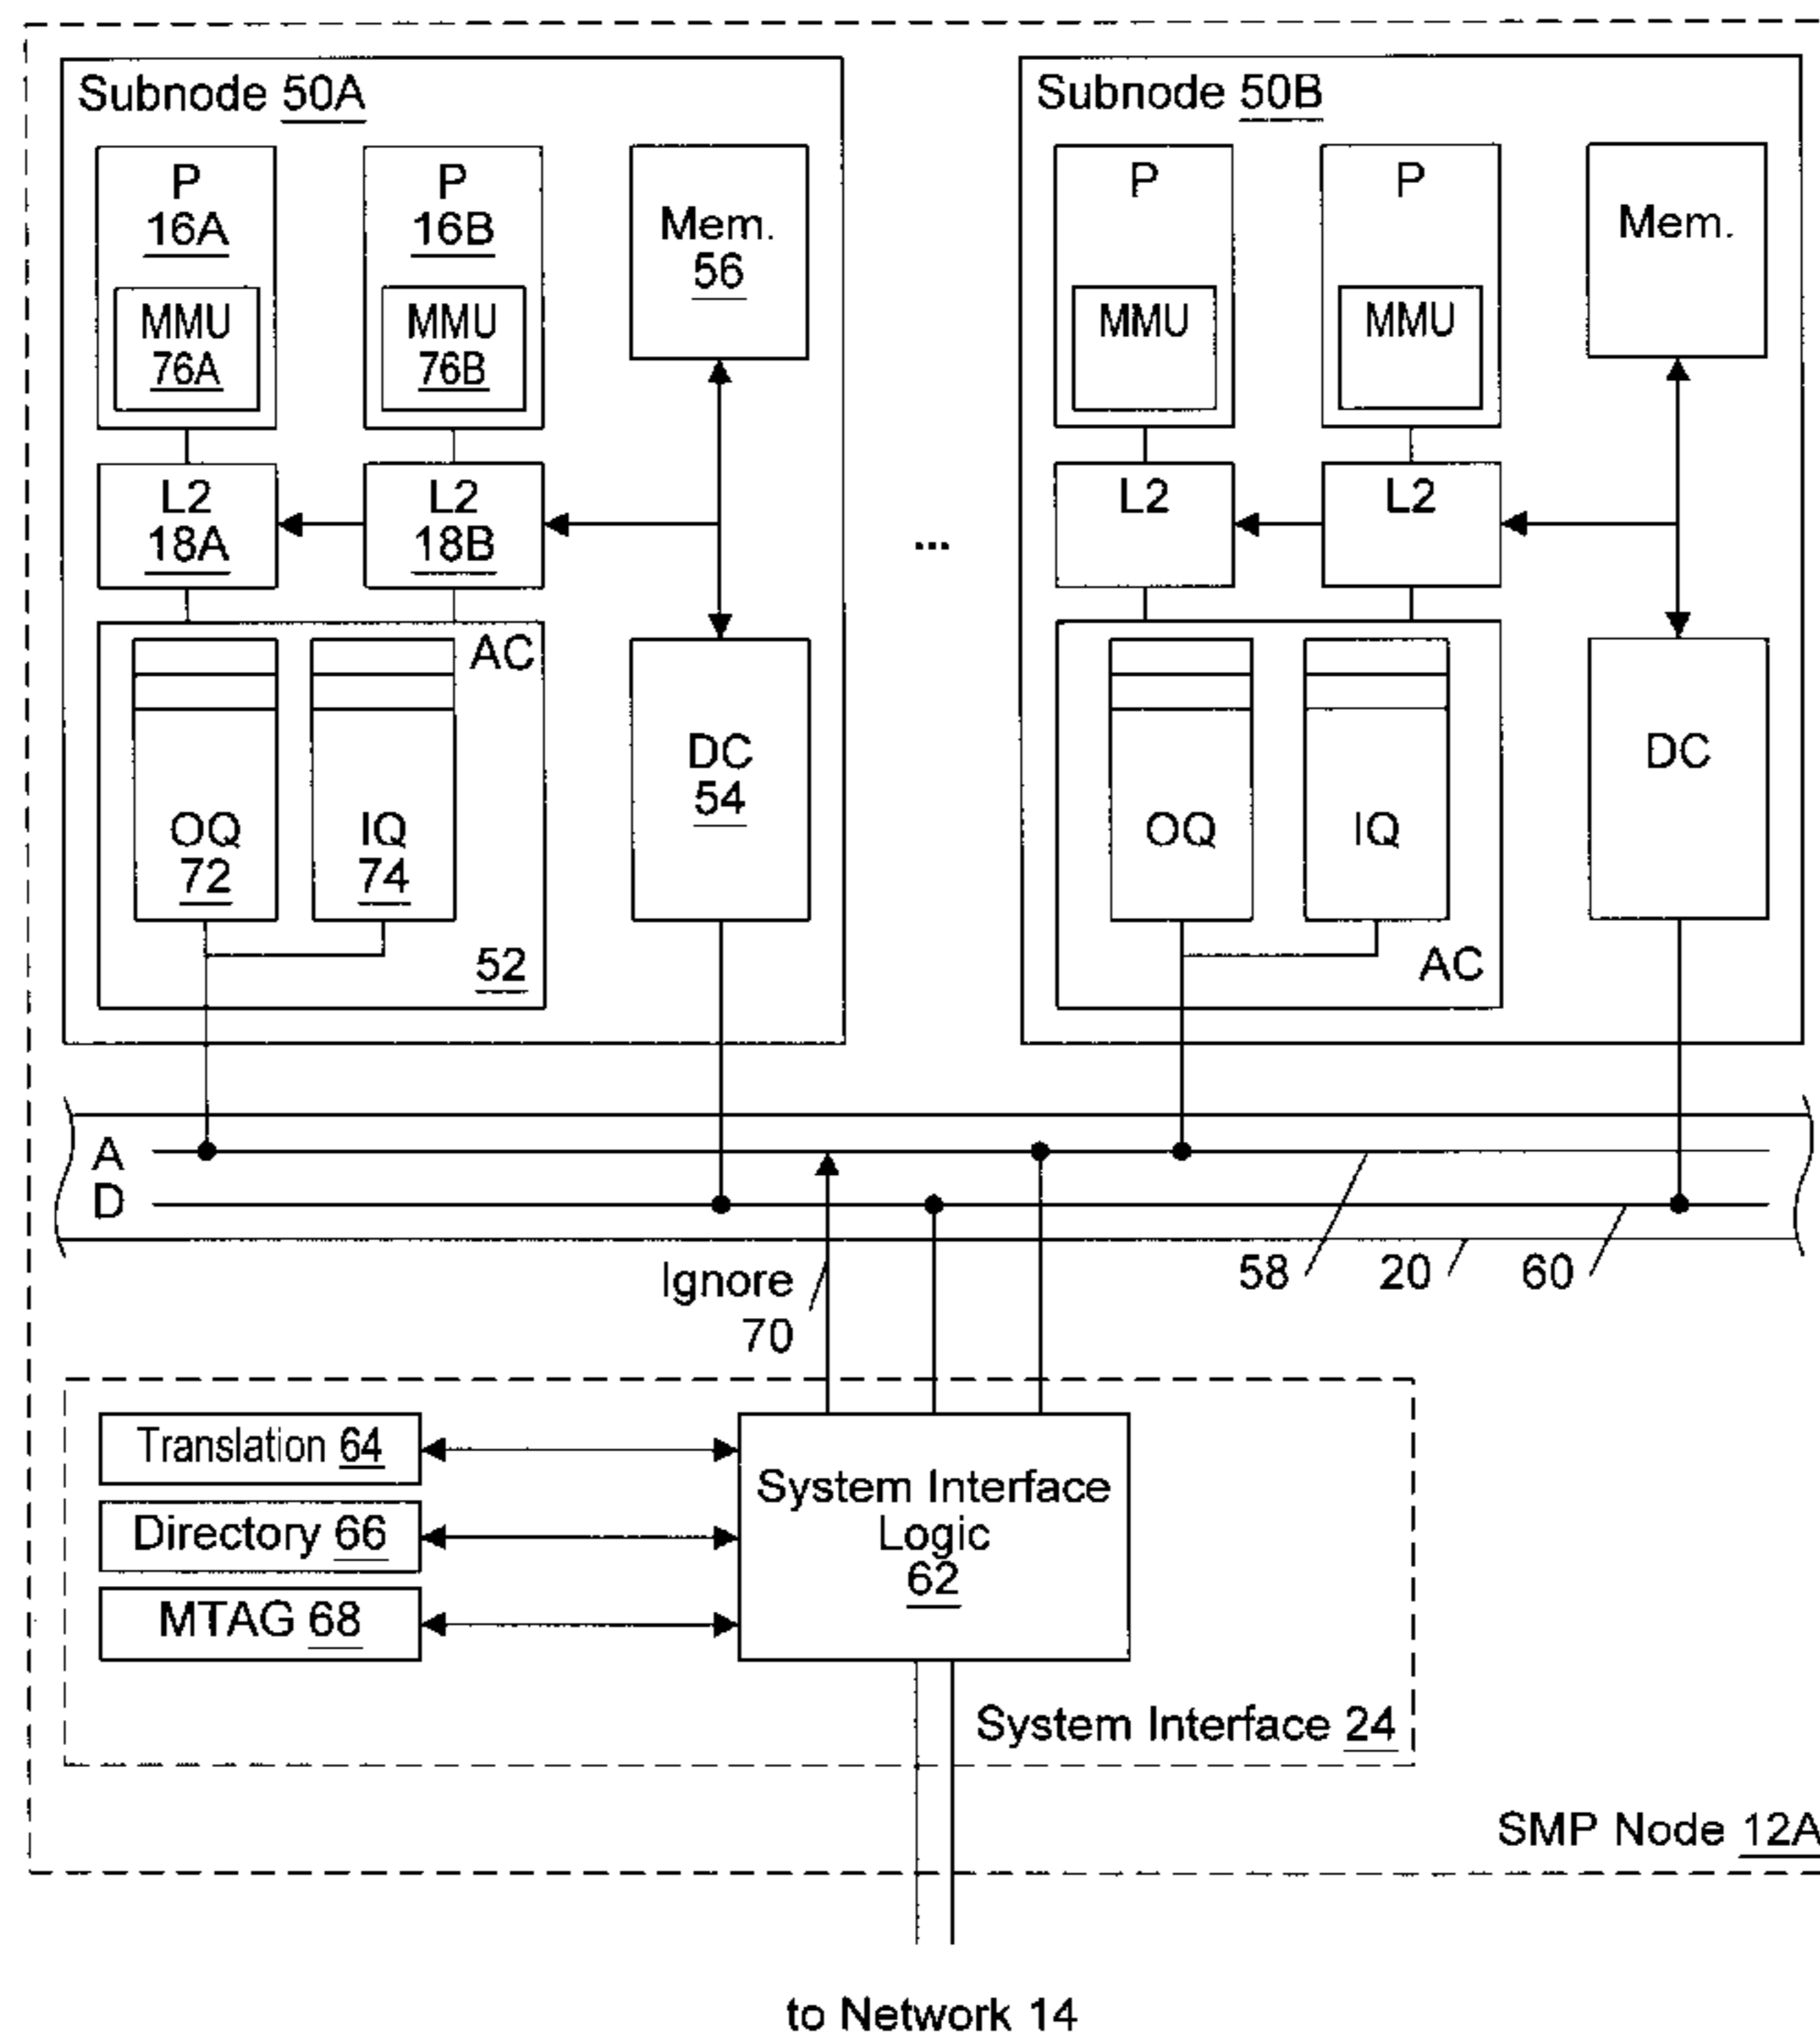 Subnode 50A
P
16A
MMU
76A
P
16B
MMU
76B
Mem.
56
L2
18A
L2
18B
AC
OQ
72
IQ
74
52
DC
54
...
Subnode 50B
P
MMU
P
MMU
Mem.
L2
L2
OQ
IQ
AC
DC
A
D
58
20
60
Ignore
70
Translation 64
Directory 66
MTAG 68
System Interface
Logic
62
System Interface 24
SMP Node 12A
to Network 14